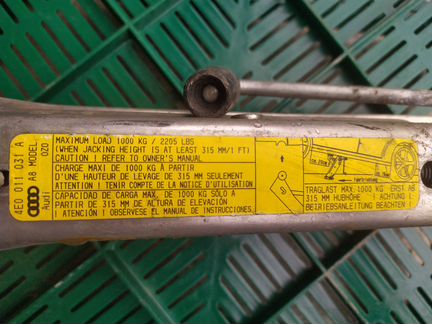 4E0 011 031 A
Audi A8 MODEL 020
MAXIMUM LOAD 1000 KG / 2205 LBS
(WHEN JACKING HEIGHT IS AT LEAST 315 MM/1 FT)
CAUTION ! REFER TO OWNER'S MANUAL
CHARGE MAXI DE 1000 KG À PARTIR
D'UNE HAUTEUR DE LEVAGE DE 315 MM SEULEMENT
ATTENTION ! TENIR COMPTE DE LA NOTICE D'UTILISATION
CAPACIDAD DE CARGA MAX. DE 1000 KG SÓLO A
PARTIR DE 315 MM DE ALTURA DE ELEVACIÓN
¡ ATENCIÓN ! OBSÉRVESE EL MANUAL DE INSTRUCCIONES
TRAGLAST MAX. 1000 KG ERST AB
315 MM HUBHÖHE ! ACHTUNG !
BETRIEBSANLEITUNG BEACHTEN !